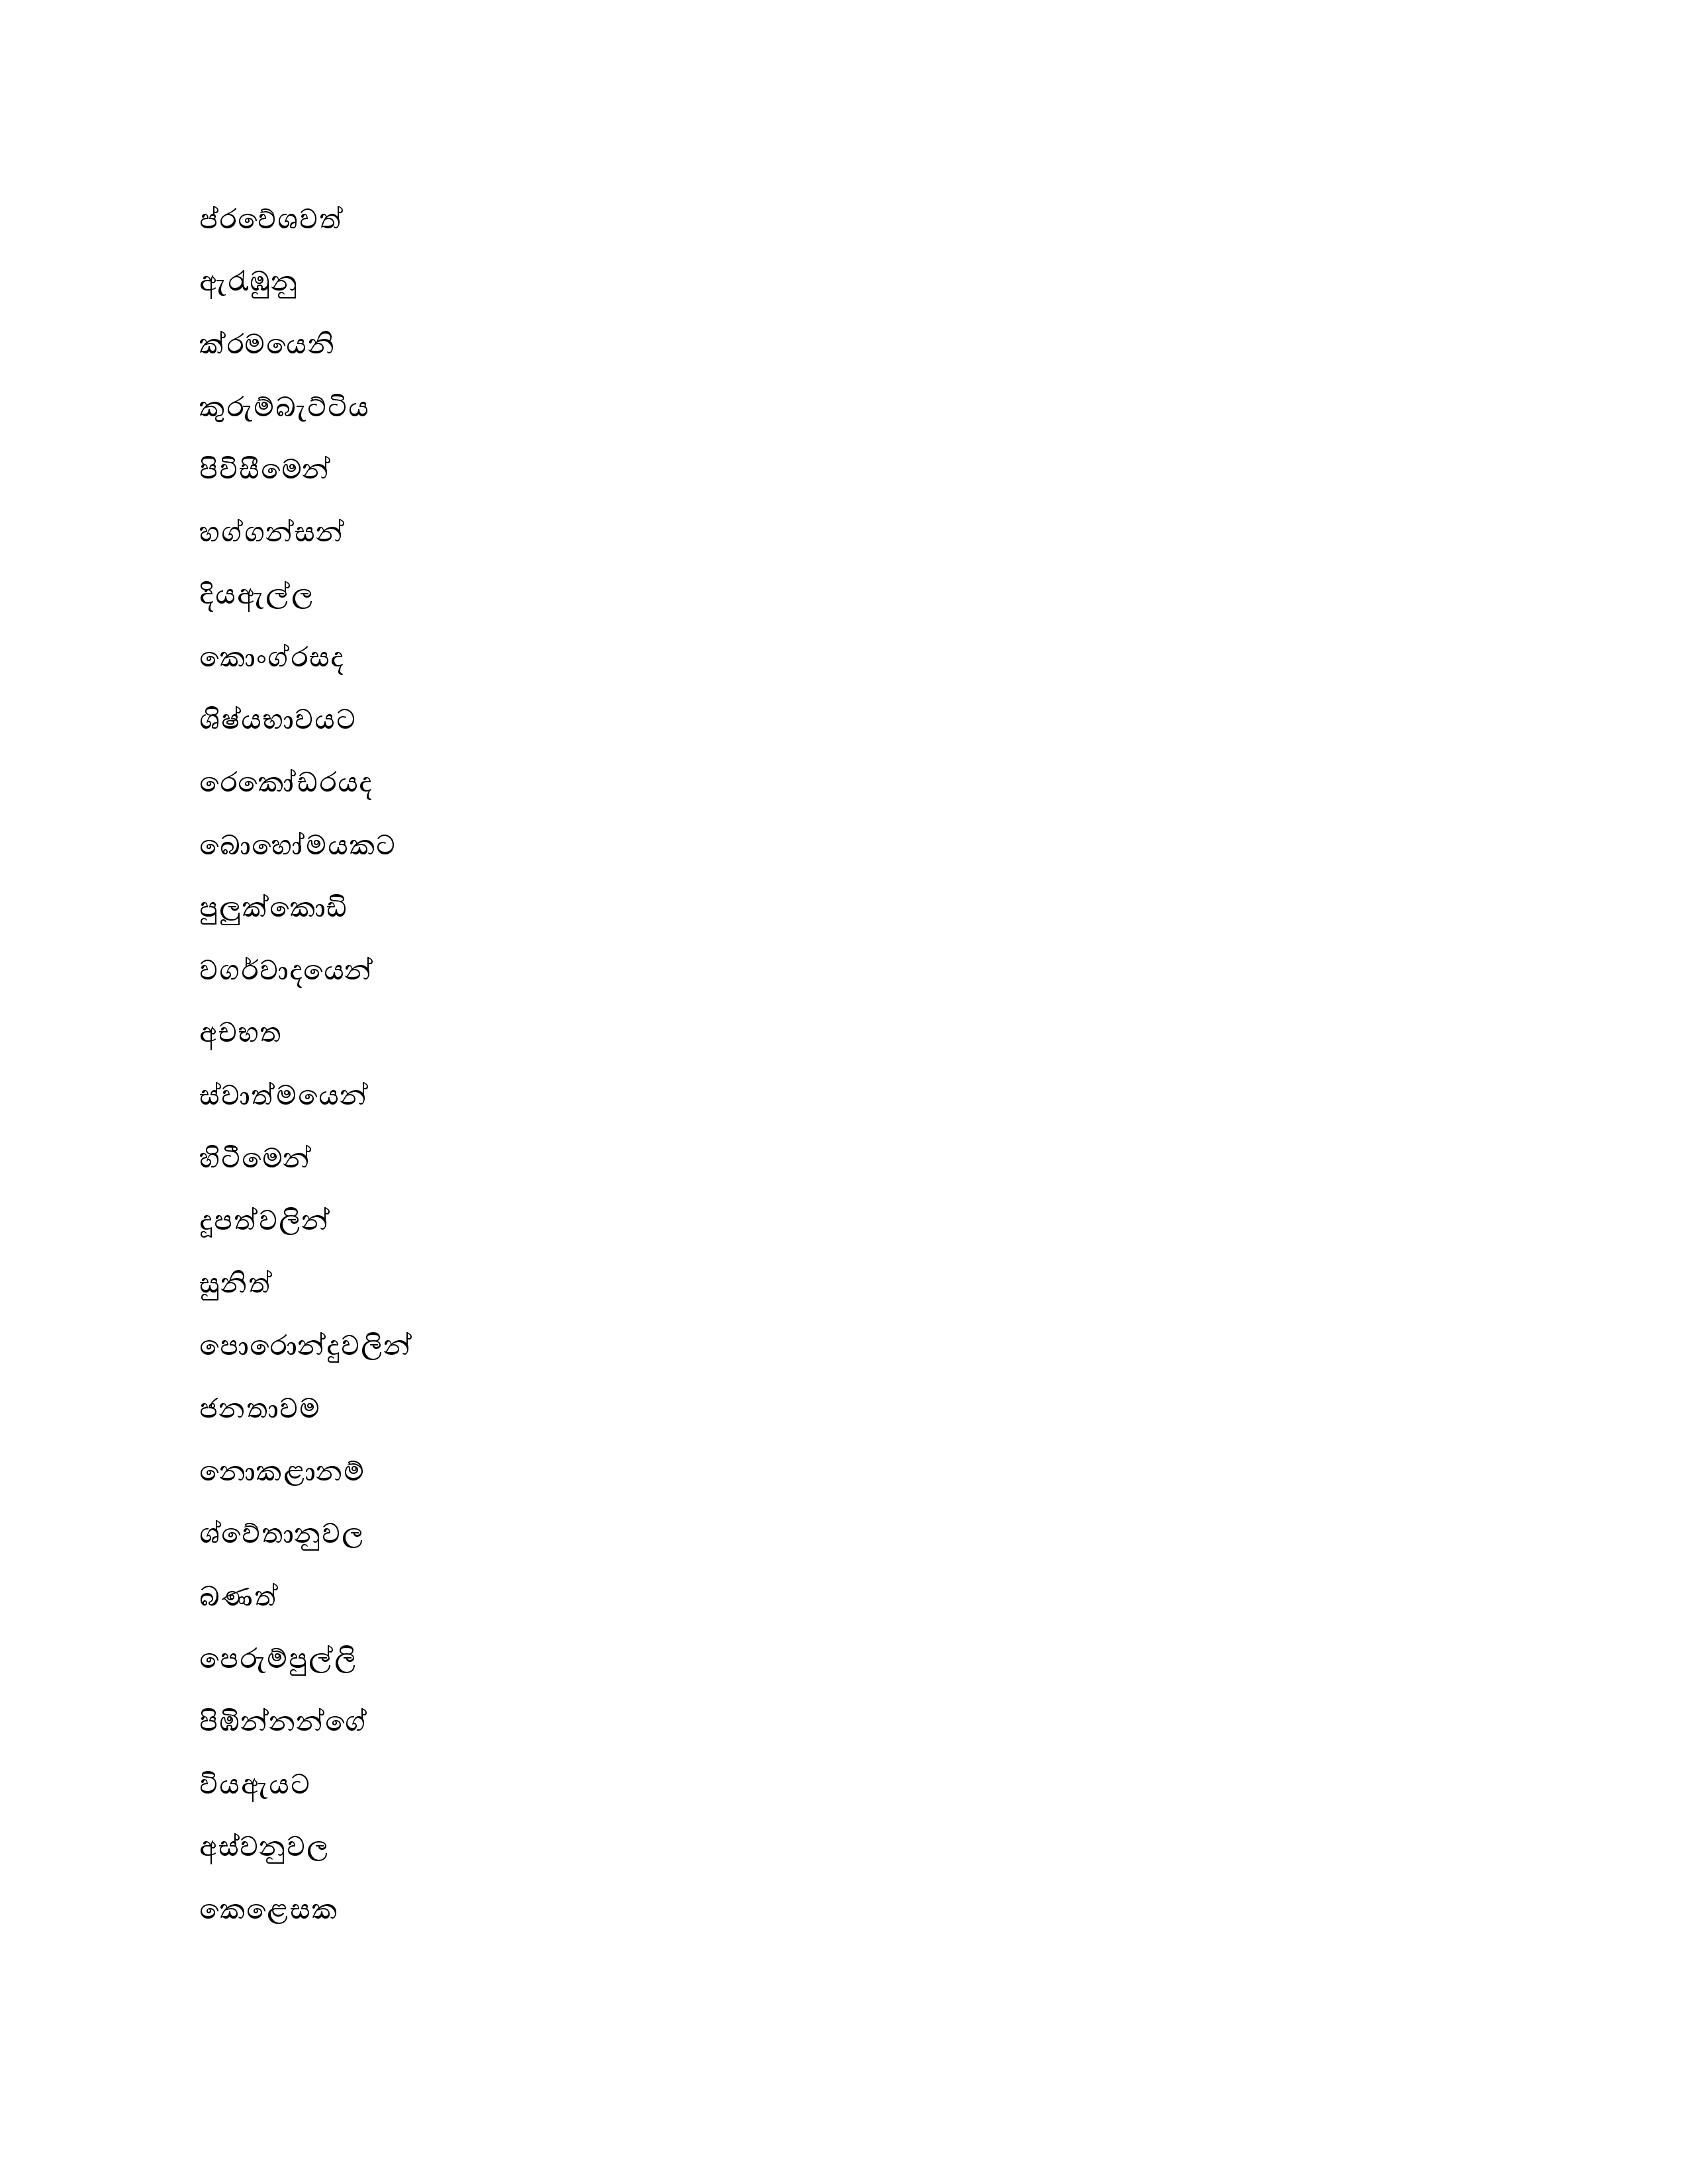 ප්රවේශවත්
ඇරැඹුනු
ක්රමයෙනි
කුරුම්බැට්ටිය
පිවිසීමෙන්
හග්ගන්සන්
දියඇල්ල
කොංග්රසද
ශිෂ්යභාවයට
රෙකෝඩරයද
බොහෝමයකට
පුලුක්කොඩි
වගර්වාදයෙන්
අචහත
ස්වාත්මයෙන්
හිටීමෙන්
දූපත්වලින්
සුනිත්
පොරොන්දුවලින්
ජනතාවම
නොකළානම්
ශ්වේතානුවල
බණත්
පෙරුම්පුල්ලි
පිඹින්නන්ගේ
වියඇයට
අස්වනුවල
කෙළෙසක